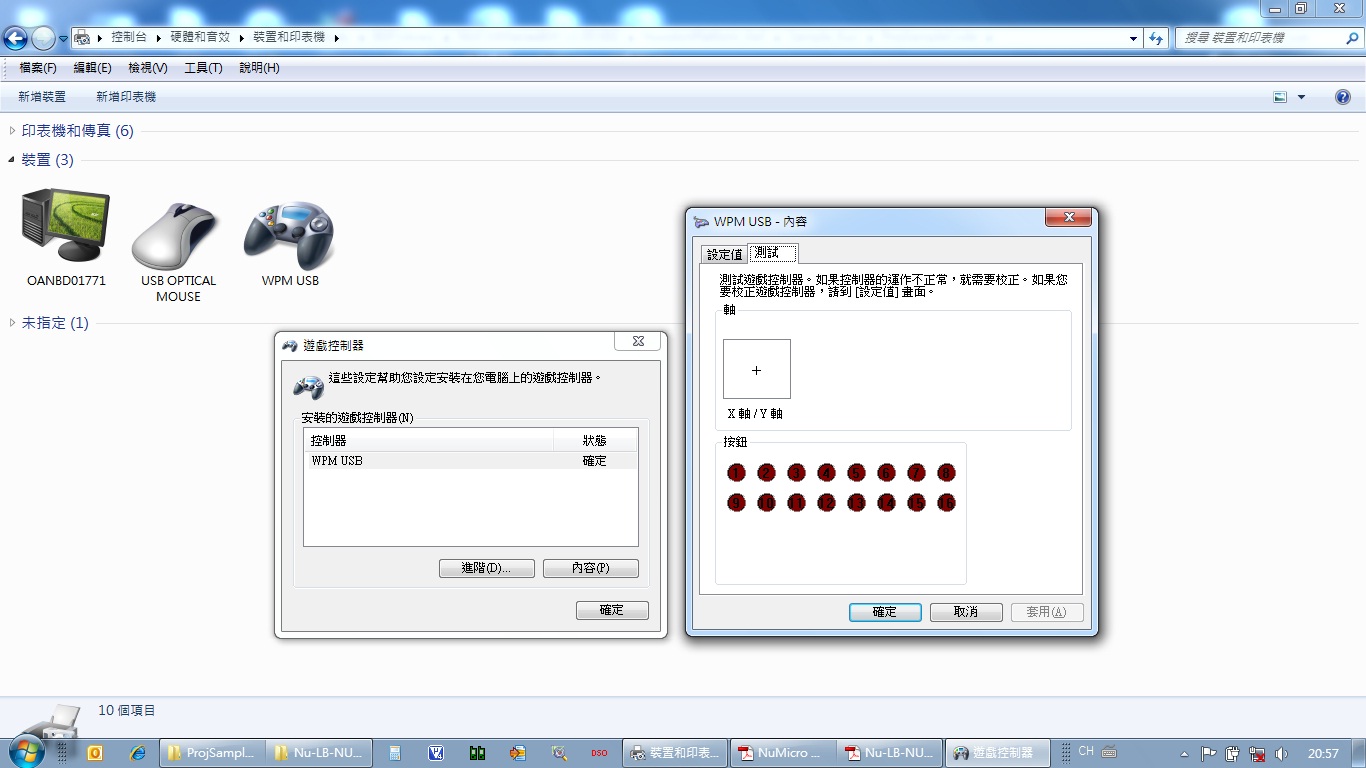 控制台 硬體和音效 裝置和印表機
搜尋 裝置和印表機
檔案(F) 編輯(E) 檢視(V) 工具(T) 說明(H)
新增裝置 新增印表機
印表機和傳真 (6)
裝置 (3)
OANBD01771
USB OPTICAL
MOUSE
WPM USB
未指定 (1)
遊戲控制器
這些設定幫助您設定安裝在您電腦上的遊戲控制器。
安裝的遊戲控制器(N)
控制器 狀態
WPM USB 確定
進階(D)... 內容(P)
確定
WPM USB - 內容
設定值 測試
測試遊戲控制器。如果控制器的運作不正常，就需要校正。如果您
要校正遊戲控制器，請到 [設定值] 畫面。
軸
X 軸 / Y 軸
按鈕
1 2 3 4 5 6 7 8
9 10 11 12 13 14 15 16
確定 取消 套用(A)
10 個項目
ProjSampl... Nu-LB-NU... DSO 裝置和印表... NuMicro ... Nu-LB-NU... 遊戲控制器 CH 20:57